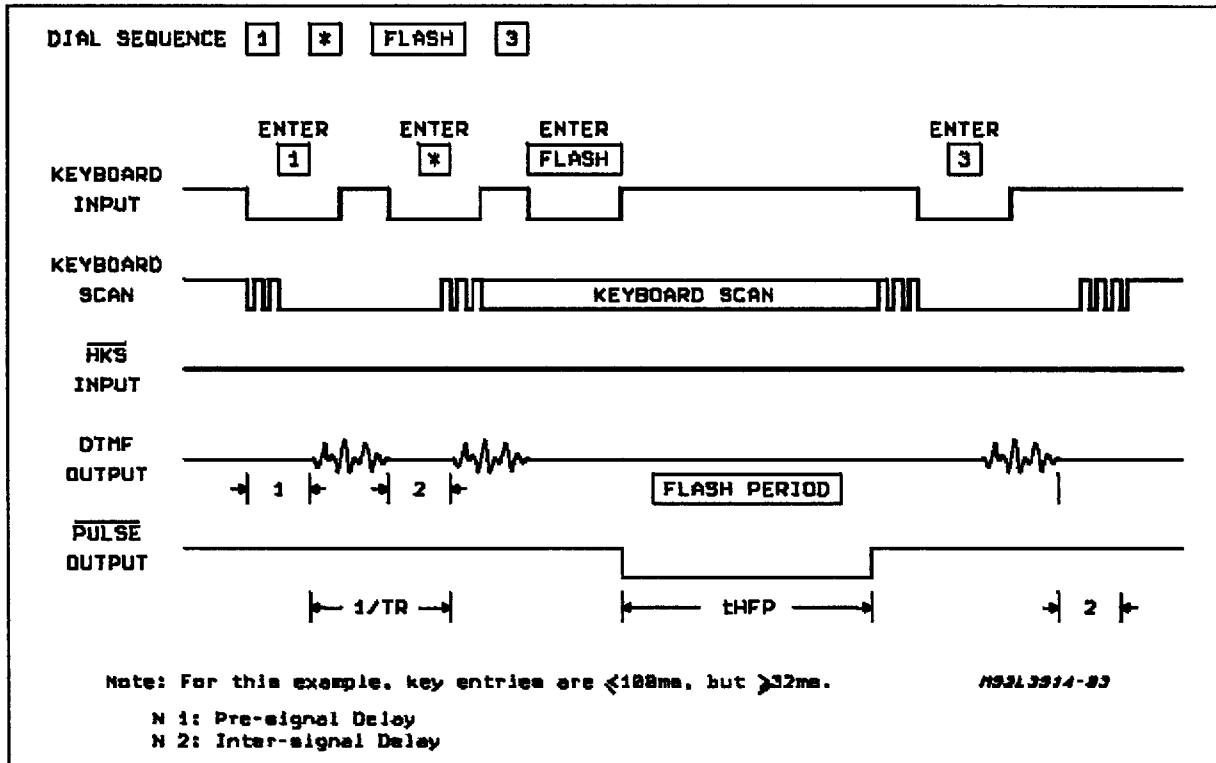 DIAL SEQUENCE 1 * FLASH 3
ENTER ENTER ENTER ENTER
1 * FLASH 3
KEYBOARD
INPUT
KEYBOARD
SCAN
KEYBOARD SCAN
HKS
INPUT
DTMF
OUTPUT
1 2 FLASH PERIOD
PULSE
OUTPUT
1/TR tHFP 2
Note: For this example, key entries are ⩽100ms, but ⩾32ms.
M92L3914-03
N 1: Pre-signal Delay
N 2: Inter-signal Delay